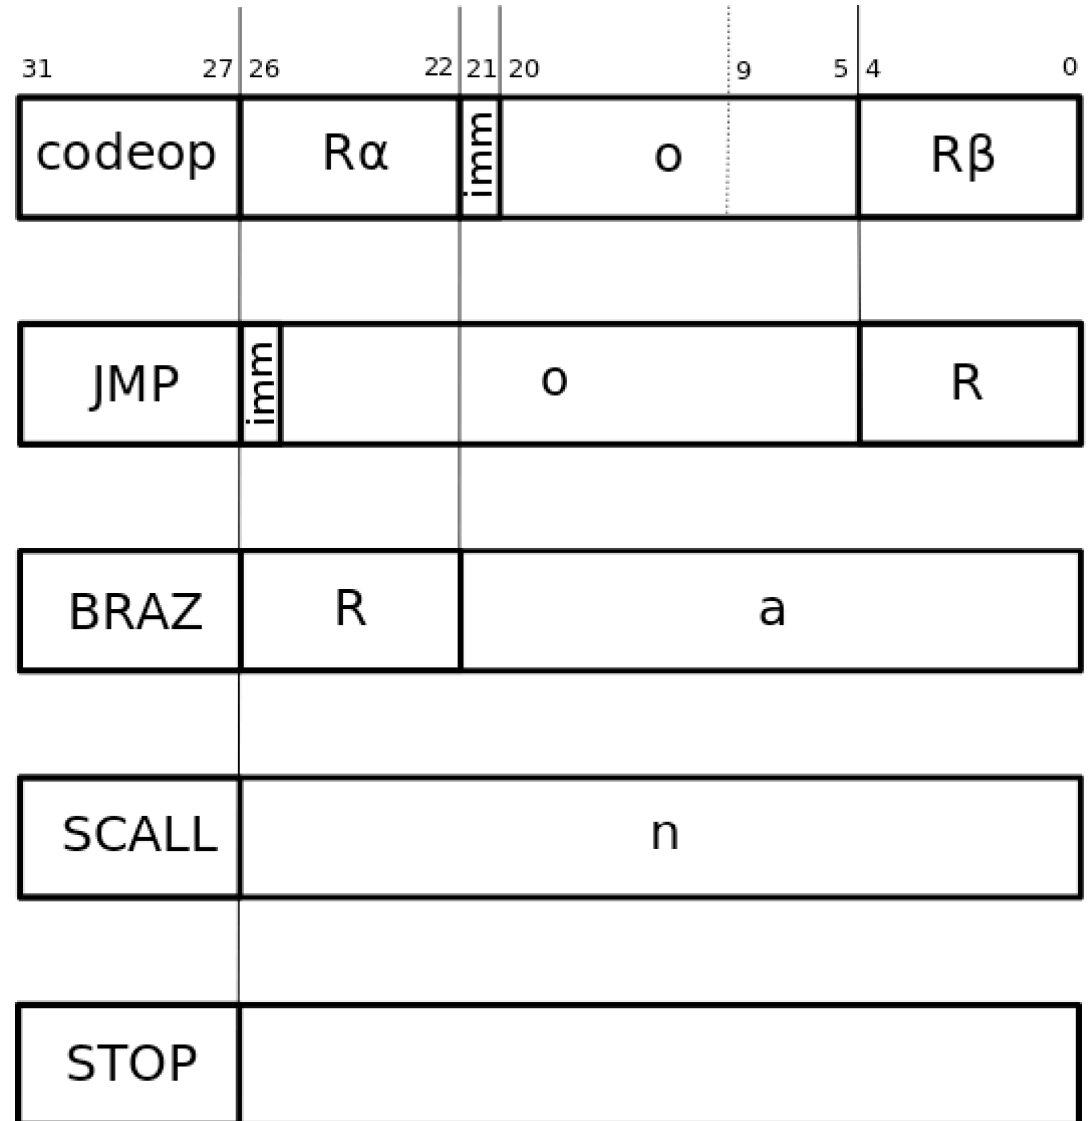 31 27 26 22 21 20 9 5 4 0
codeop Rα imm o Rβ
JMP imm o R
BRAZ R a
SCALL n
STOP